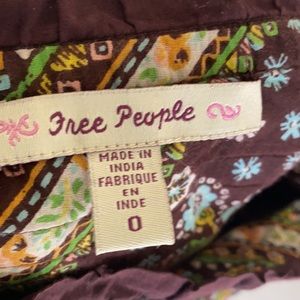 Free People
MADE IN
INDIA
FABRIQUE
EN
INDE
0